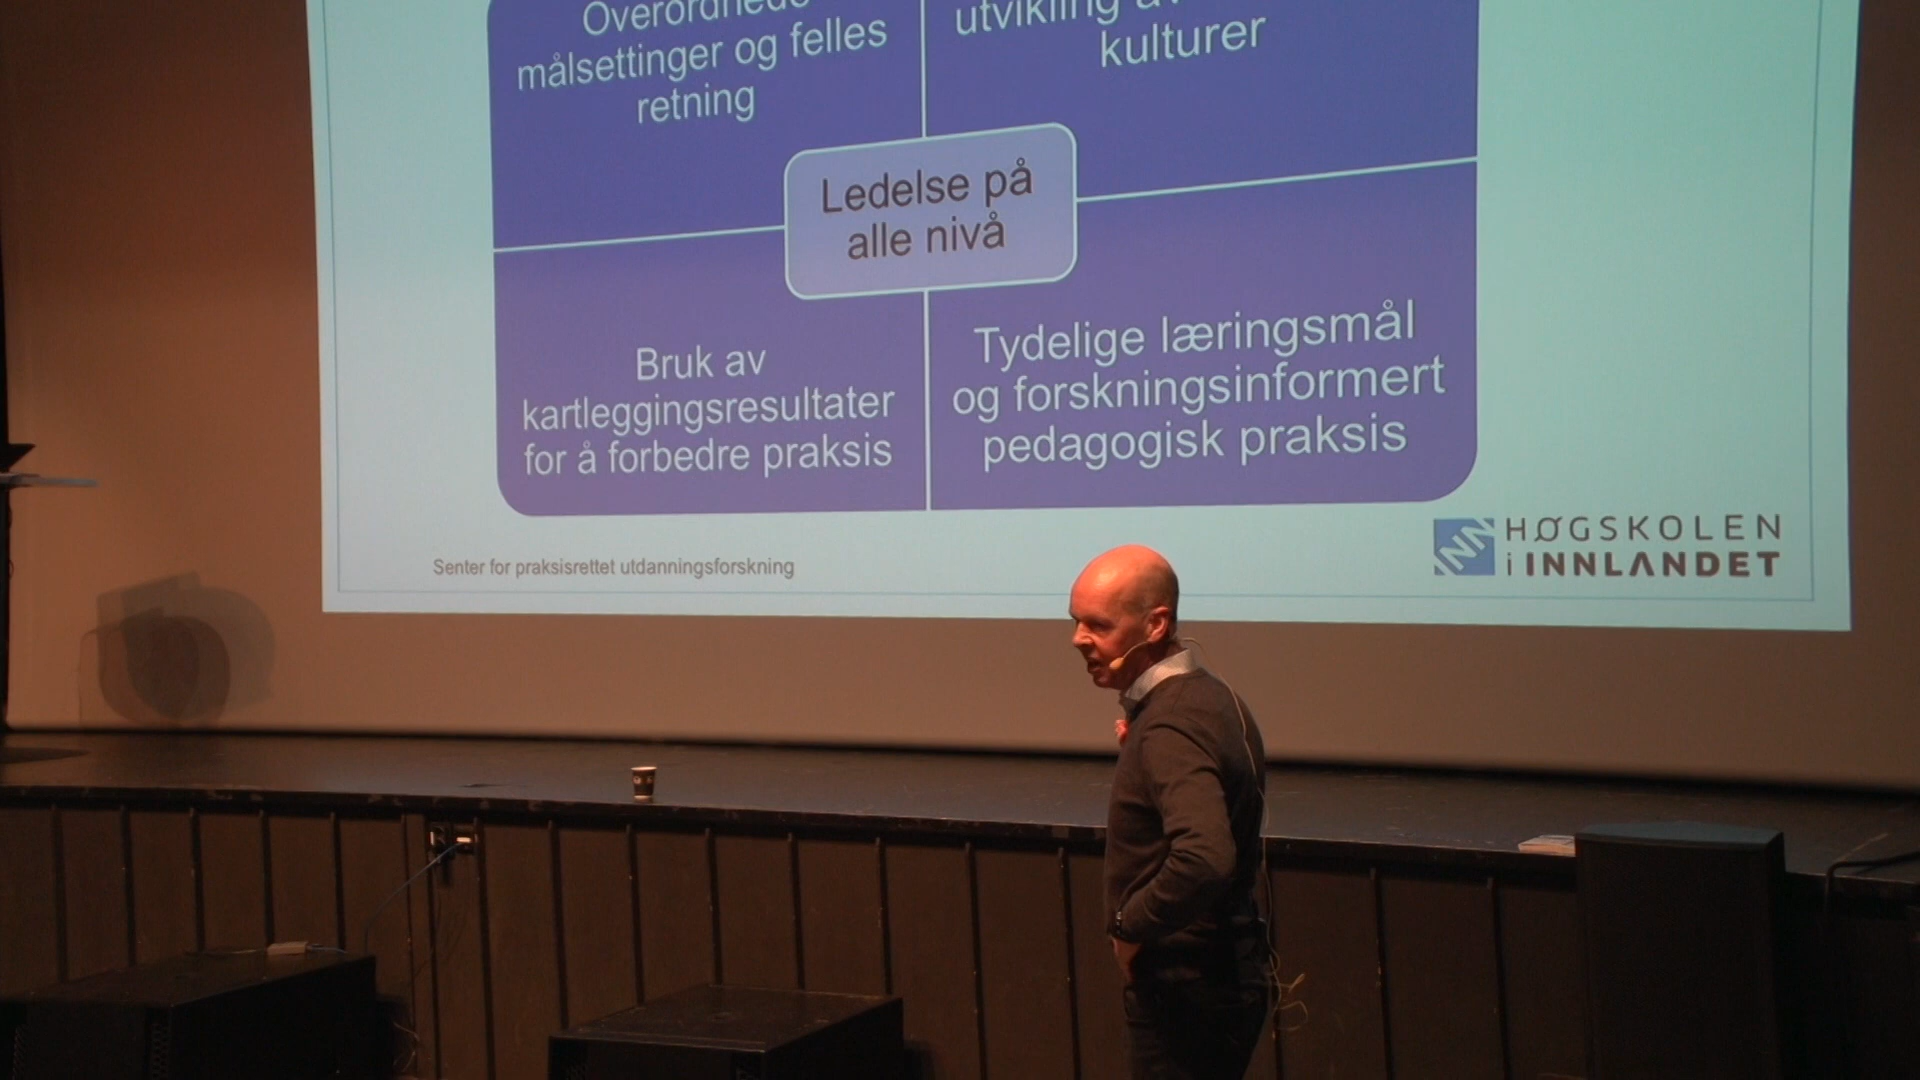 målsettinger og felles
retning
kulturer
Ledelse på
alle nivå
Bruk av
kartleggingsresultater
for å forbedre praksis
Tydelige læringsmål
og forskningsinformert
pedagogisk praksis
Senter for praksisrettet utdanningsforskning
INN
HØGSKOLEN
i INNLANDET